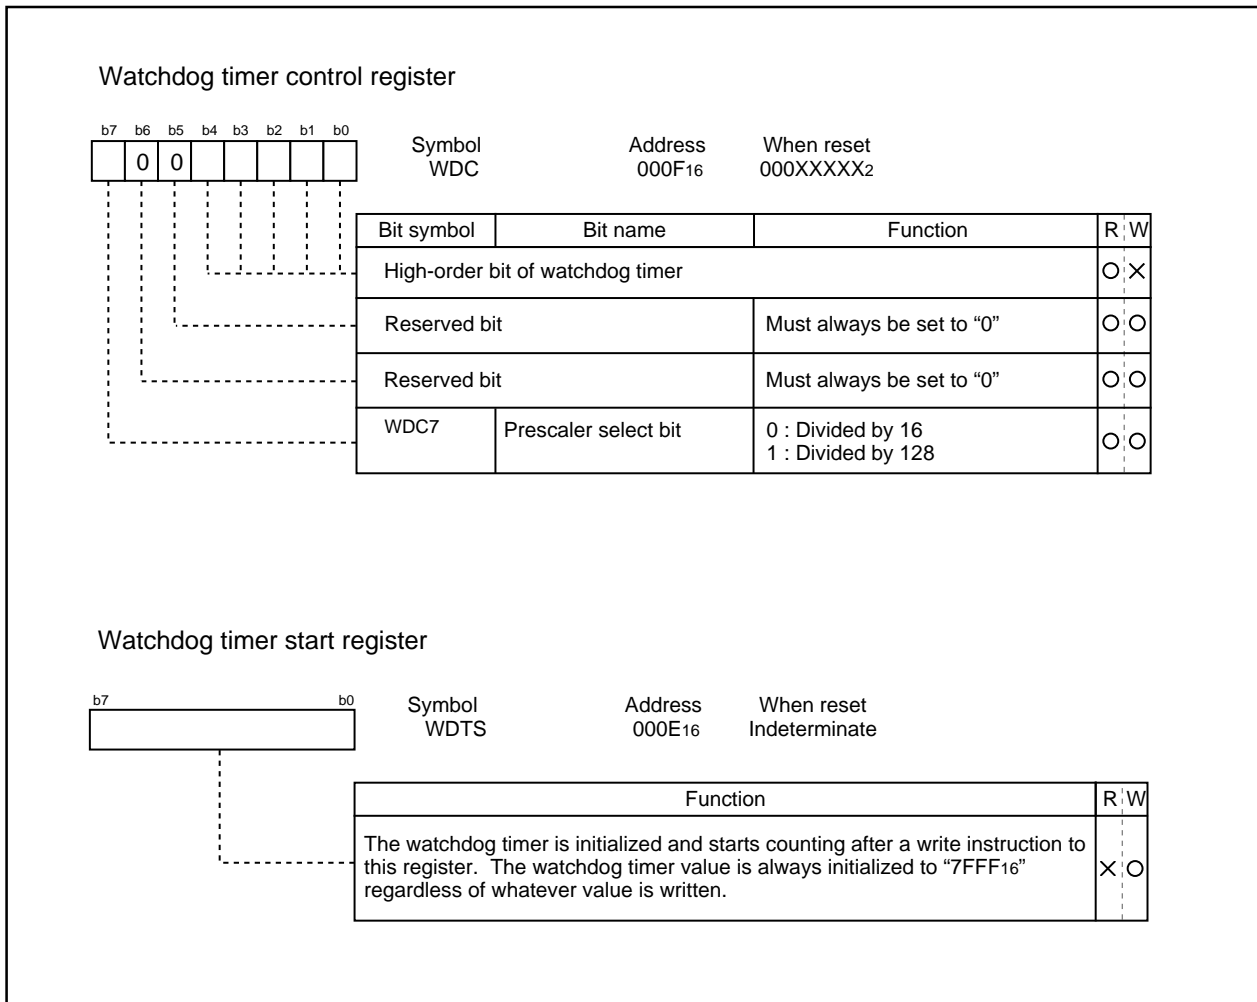 Watchdog timer control register
b7 b6 b5 b4 b3 b2 b1 b0
0 0
Symbol Address When reset
WDC 000F16 000XXXXX2
Bit symbol Bit name Function R W
High-order bit of watchdog timer
Reserved bit Must always be set to “0”
Reserved bit Must always be set to “0”
WDC7 Prescaler select bit 0 : Divided by 16
1 : Divided by 128
Watchdog timer start register
b7 b0
Symbol Address When reset
WDTS 000E16 Indeterminate
Function R W
The watchdog timer is initialized and starts counting after a write instruction to
this register. The watchdog timer value is always initialized to “7FFF16”
regardless of whatever value is written.